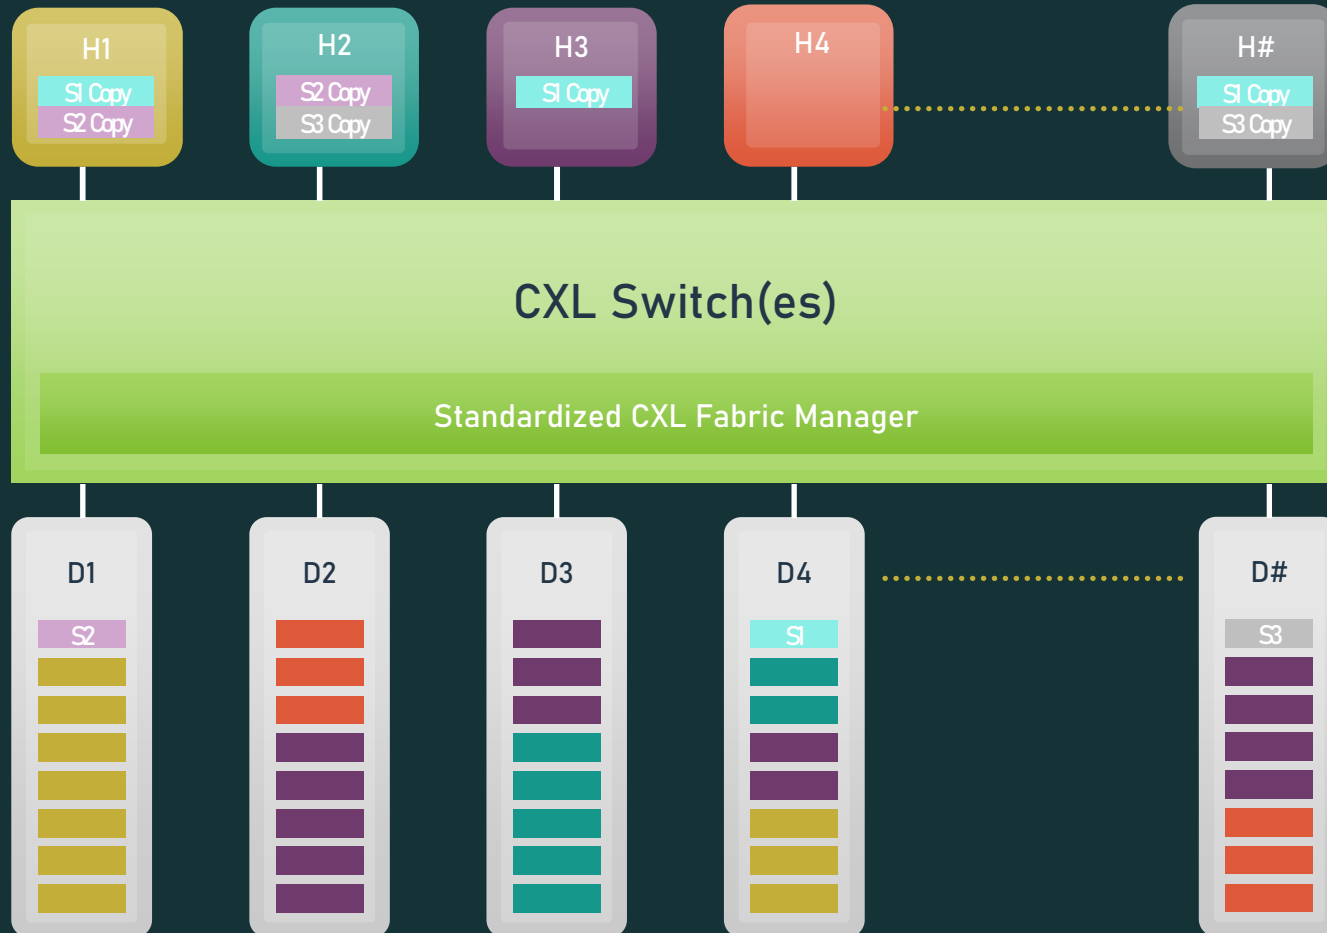 H1
S1 Copy
S2 Copy
H2
S2 Copy
S3 Copy
H3
S1 Copy
H4
H#
S1 Copy
S3 Copy
CXL Switch(es)
Standardized CXL Fabric Manager
D1
S2
D2
D3
D4
S1
D#
S3